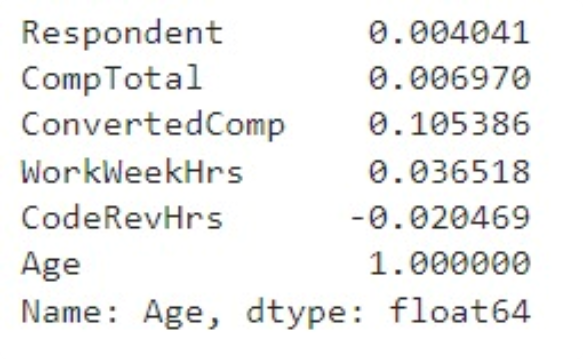 Respondent 0.004041
CompTotal 0.006970
ConvertedComp 0.105386
WorkWeekHrs 0.036518
CodeRevHrs -0.020469
Age 1.000000
Name: Age, dtype: float64